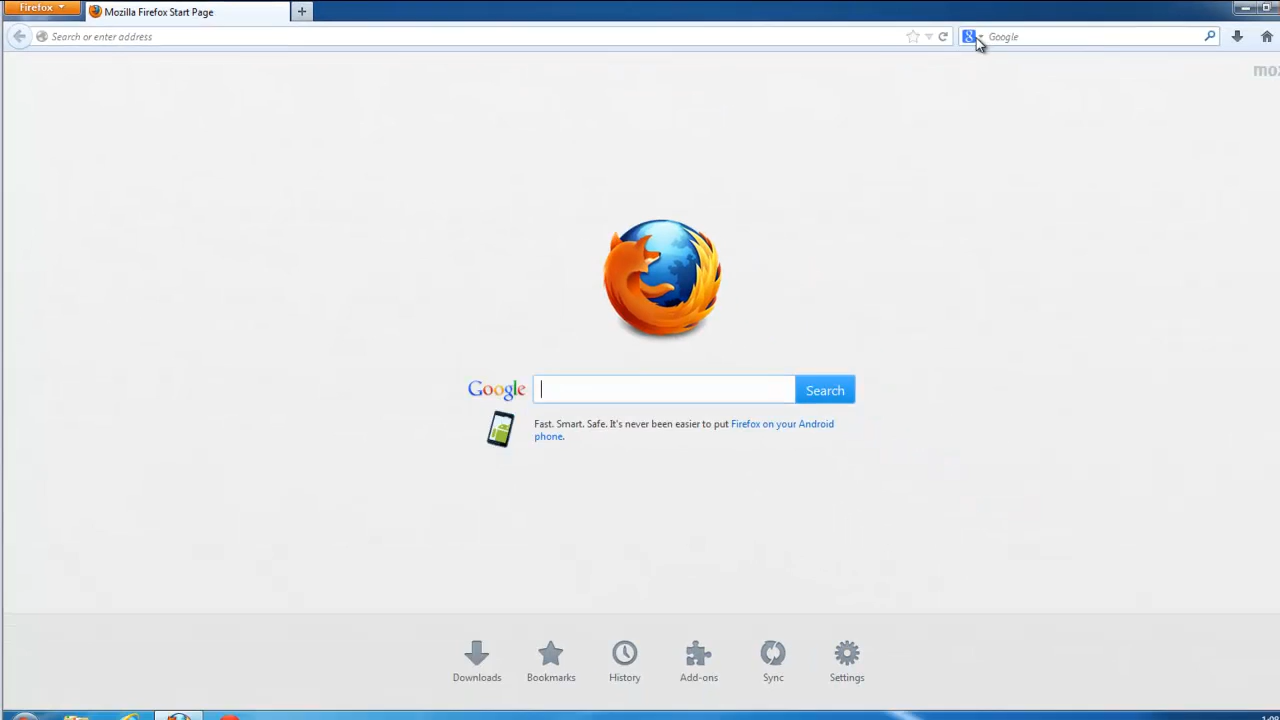 Firefox
Mozilla Firefox Start Page
Search or enter address
Google
Google
Search
Fast. Smart. Safe. It's never been easier to put Firefox on your Android
phone.
Downloads
Bookmarks
History
Add-ons
Sync
Settings